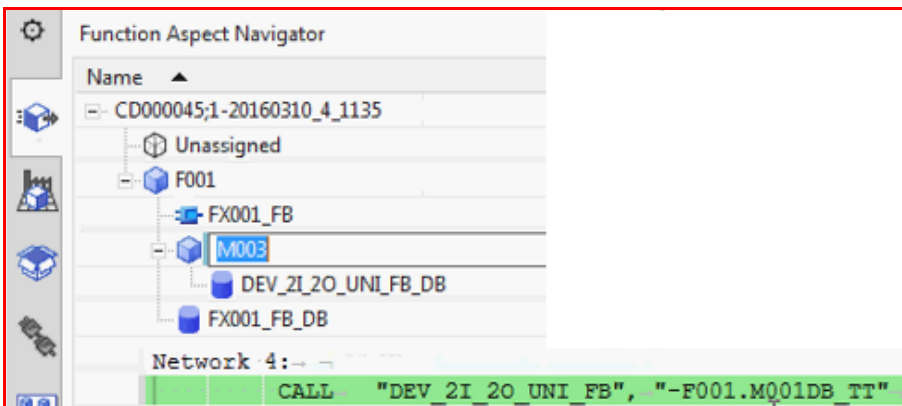 Function Aspect Navigator
Name
CD000045;1-20160310_4_1135
Unassigned
F001
FX001_FB
M003
DEV_2I_2O_UNI_FB_DB
FX001_FB_DB
Network 4:
CALL "DEV_2I_2O_UNI_FB", "-F001.M001DB_TT"